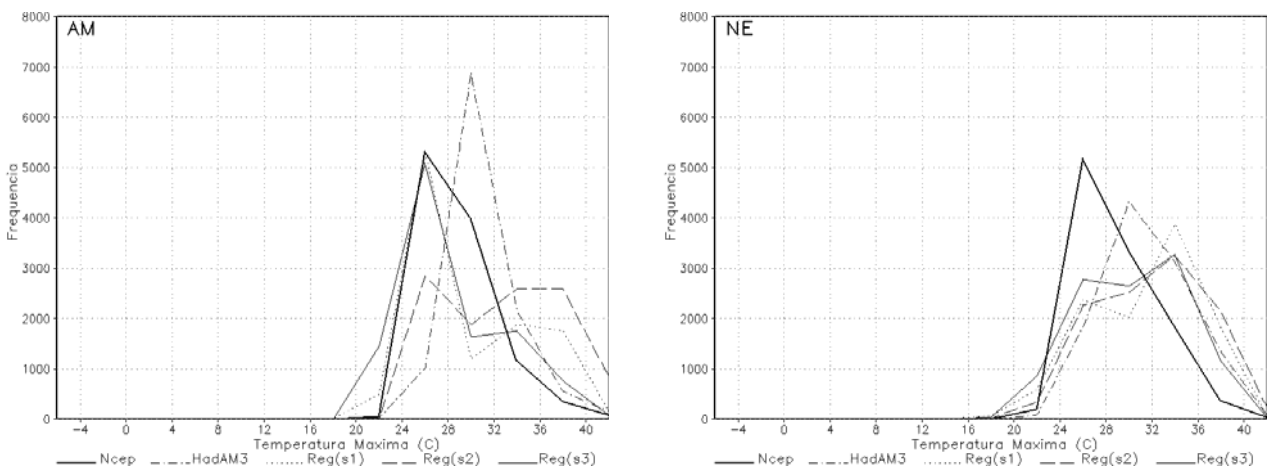 AM
8000
7000
6000
5000
4000
3000
2000
1000
0
Frequencia
−4 0 4 8 12 16 20 24 28 32 36 40
Temperatura Maxima (C)
Ncep HadAM3 Reg(s1) Reg(s2) Reg(s3)
NE
8000
7000
6000
5000
4000
3000
2000
1000
0
Frequencia
−4 0 4 8 12 16 20 24 28 32 36 40
Temperatura Maxima (C)
Ncep HadAM3 Reg(s1) Reg(s2) Reg(s3)